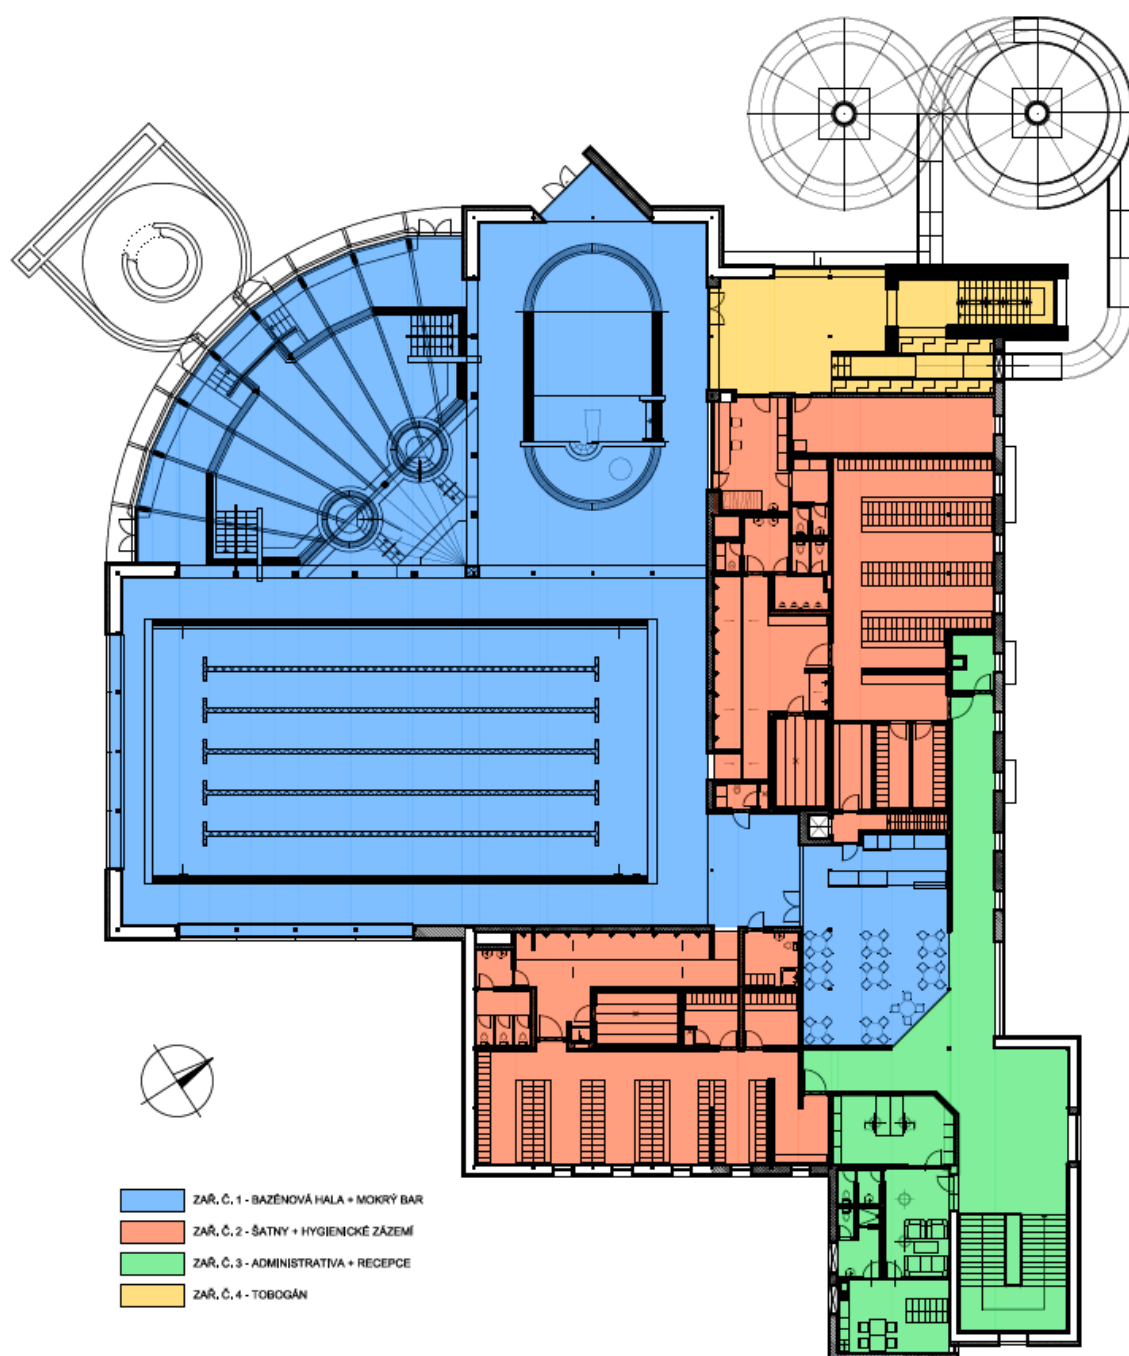 ZAŘ. Č. 1 - BAZÉNOVÁ HALA + MOKRÝ BAR
ZAŘ. Č. 2 - ŠATNY + HYGIENICKÉ ZÁZEMÍ
ZAŘ. Č. 3 - ADMINISTRATIVA + RECEPCE
ZAŘ. Č. 4 - TOBOGÁN